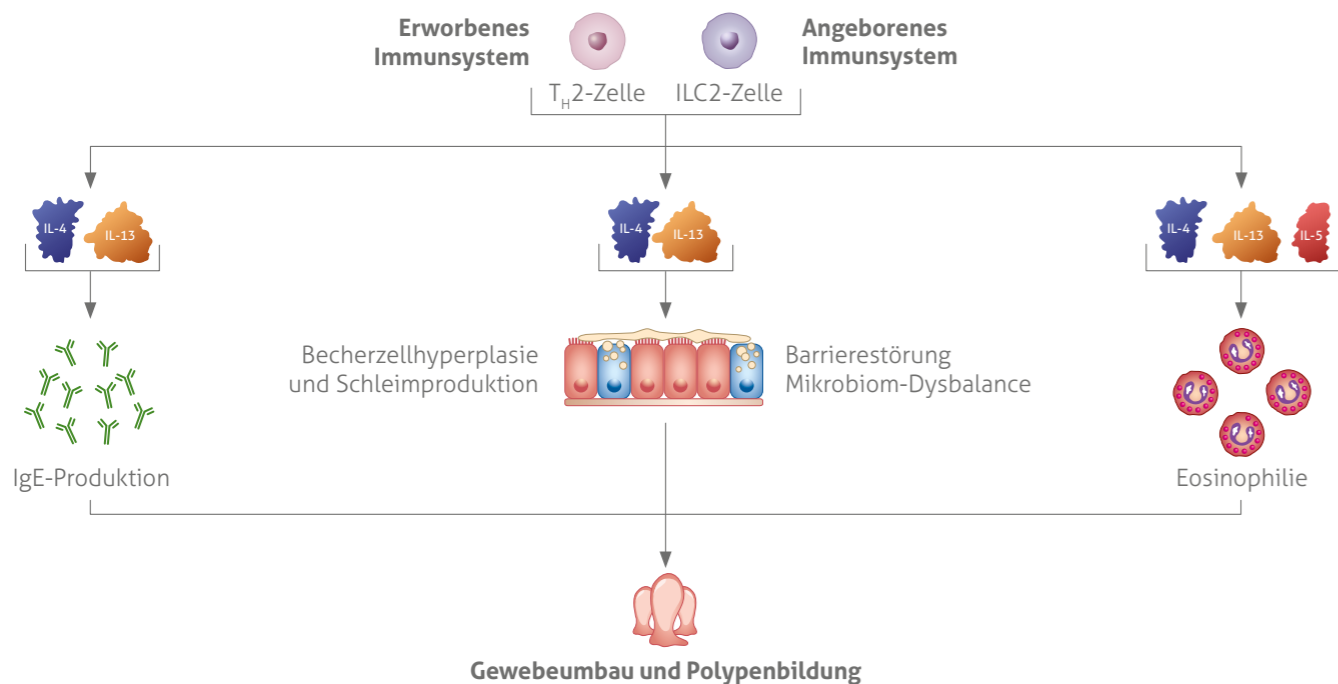 Erworbenes
Immunsystem
Angeborenes
Immunsystem
TH2-Zelle
ILC2-Zelle
IL-4
IL-13
IL-4
IL-13
IL-4
IL-13
IL-5
Becherzellhyperplasie
und Schleimproduktion
Barrierestörung
Mikrobiom-Dysbalance
IgE-Produktion
Eosinophilie
Gewebeumbau und Polypenbildung